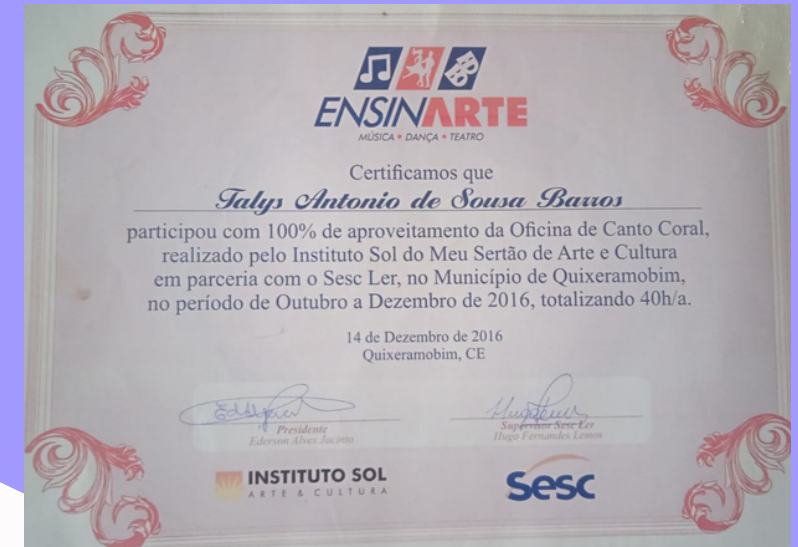 ENSINARTE
MÚSICA • DANÇA • TEATRO
Certificamos que
Talys Antonio de Sousa Barros
participou com 100% de aproveitamento da Oficina de Canto Coral,
realizado pelo Instituto Sol do Meu Sertão de Arte e Cultura
em parceria com o Sesc Ler, no Município de Quixeramobim,
no período de Outubro a Dezembro de 2016, totalizando 40h/a.
14 de Dezembro de 2016
Quixeramobim, CE
Presidente
Ederson Alves Jacinto
Supervisor Sesc Ler
Hugo Fernandes Lemos
INSTITUTO SOL
ARTE & CULTURA
Sesc